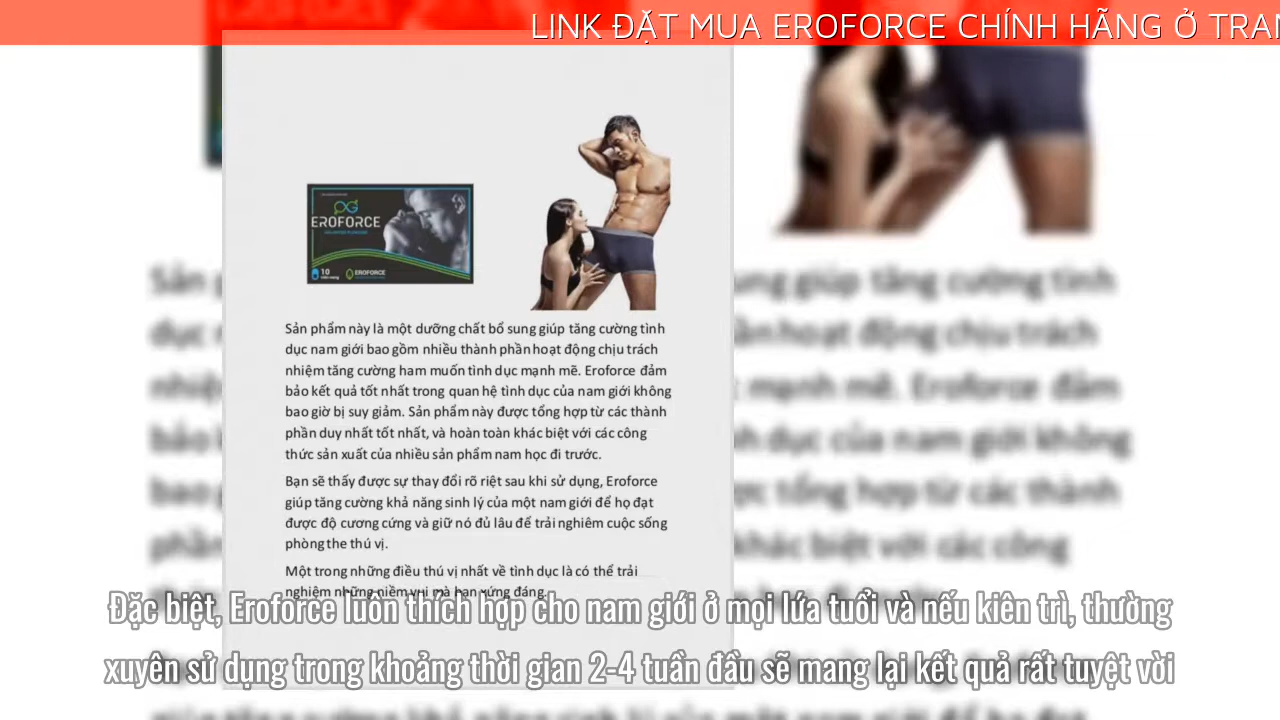 LINK ĐẶT MUA EROFORCE CHÍNH HÃNG Ở
EROFORCE
10
EROFORCE
Sản phẩm này là một dưỡng chất bổ sung giúp tăng cường tình
dục nam giới bao gồm nhiều thành phần hoạt động chịu trách
nhiệm tăng cường ham muốn tình dục mạnh mẽ. Eroforce đảm
bảo kết quả tốt nhất trong quan hệ tình dục của nam giới không
bao giờ bị suy giảm. Sản phẩm này được tổng hợp từ các thành
phần duy nhất tốt nhất, và hoàn toàn khác biệt với các công
thức sản xuất của nhiều sản phẩm nam học đi trước.
Bạn sẽ thấy được sự thay đổi rõ riệt sau khi sử dụng, Eroforce
giúp tăng cường khả năng sinh lý của một nam giới để họ đạt
được độ cương cứng và giữ nó đủ lâu để trải nghiêm cuộc sống
phòng the thú vị.
Một trong những điều thú vị nhất về tình dục là có thể trải
nghiệm những niềm vui mà bạn xứng đáng.
Đặc biệt, Eroforce luôn thích hợp cho nam giới ở mọi lứa tuổi và nếu kiên trì, thường
xuyên sử dụng trong khoảng thời gian 2-4 tuần đầu sẽ mang lại kết quả rất tuyệt vời